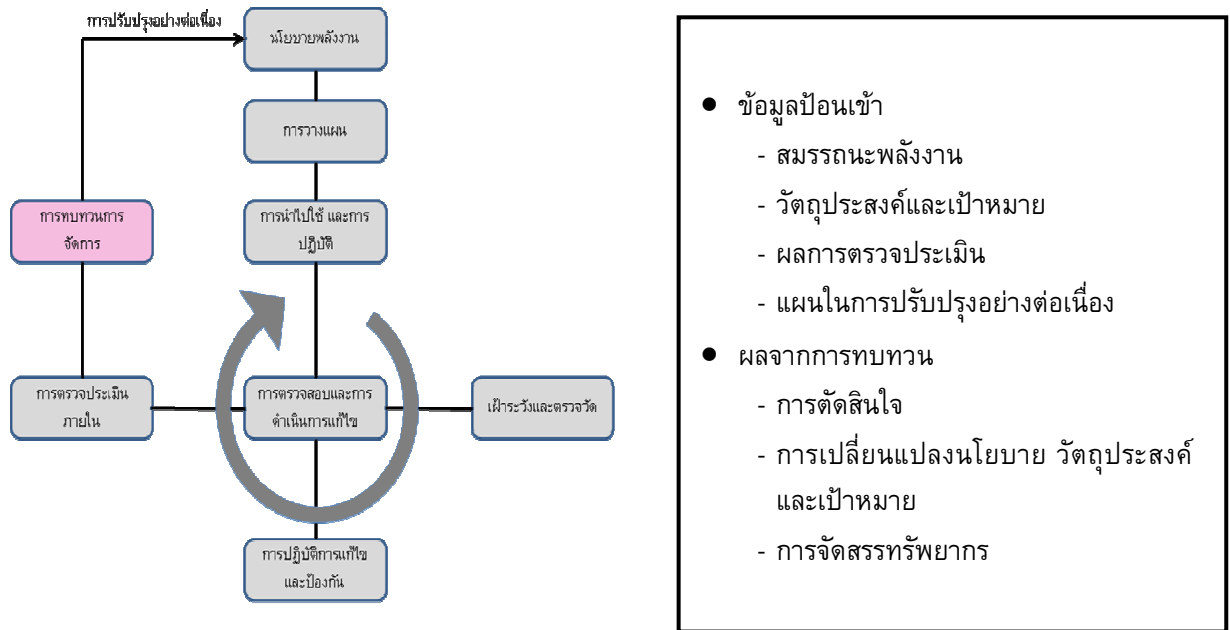 การปรับปรุงอย่างต่อเนื่อง
นโยบายพลังงาน
การวางแผน
การทบทวนการ
จัดการ
การนำไปใช้ และการ
ปฏิบัติ
การตรวจประเมิน
ภายใน
การตรวจสอบและการ
ดำเนินการแก้ไข
เฝ้าระวังและตรวจวัด
การปฏิบัติการแก้ไข
และป้องกัน
● ข้อมูลป้อนเข้า
- สมรรถนะพลังงาน
- วัตถุประสงค์และเป้าหมาย
- ผลการตรวจประเมิน
- แผนในการปรับปรุงอย่างต่อเนื่อง
● ผลจากการทบทวน
- การตัดสินใจ
- การเปลี่ยนแปลงนโยบาย วัตถุประสงค์
และเป้าหมาย
- การจัดสรรทรัพยากร